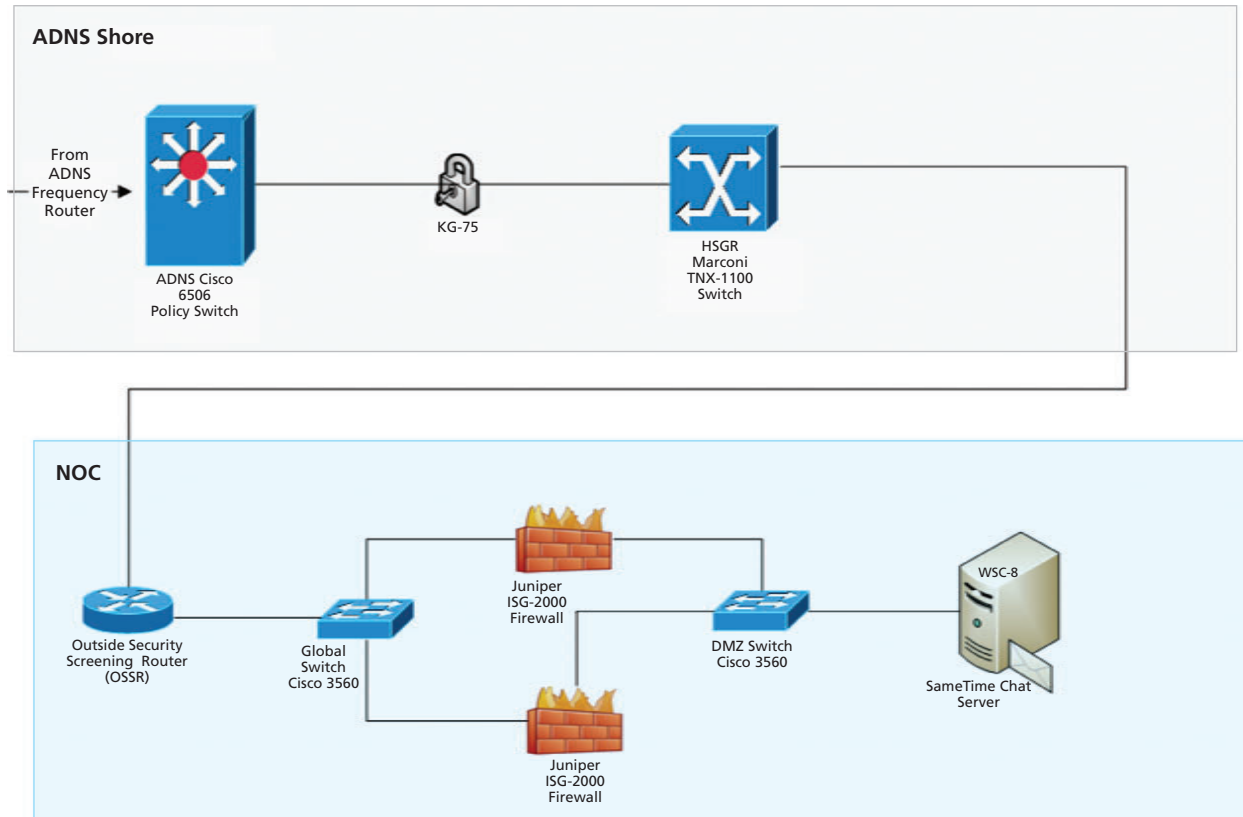 ADNS Shore
From
ADNS
Frequency
Router
ADNS Cisco
6506
Policy Switch
KG-75
HSGR
Marconi
TNX-1100
Switch
NOC
Outside Security
Screening Router
(OSSR)
Global
Switch
Cisco 3560
Juniper
ISG-2000
Firewall
Juniper
ISG-2000
Firewall
DMZ Switch
Cisco 3560
WSC-8
SameTime Chat
Server